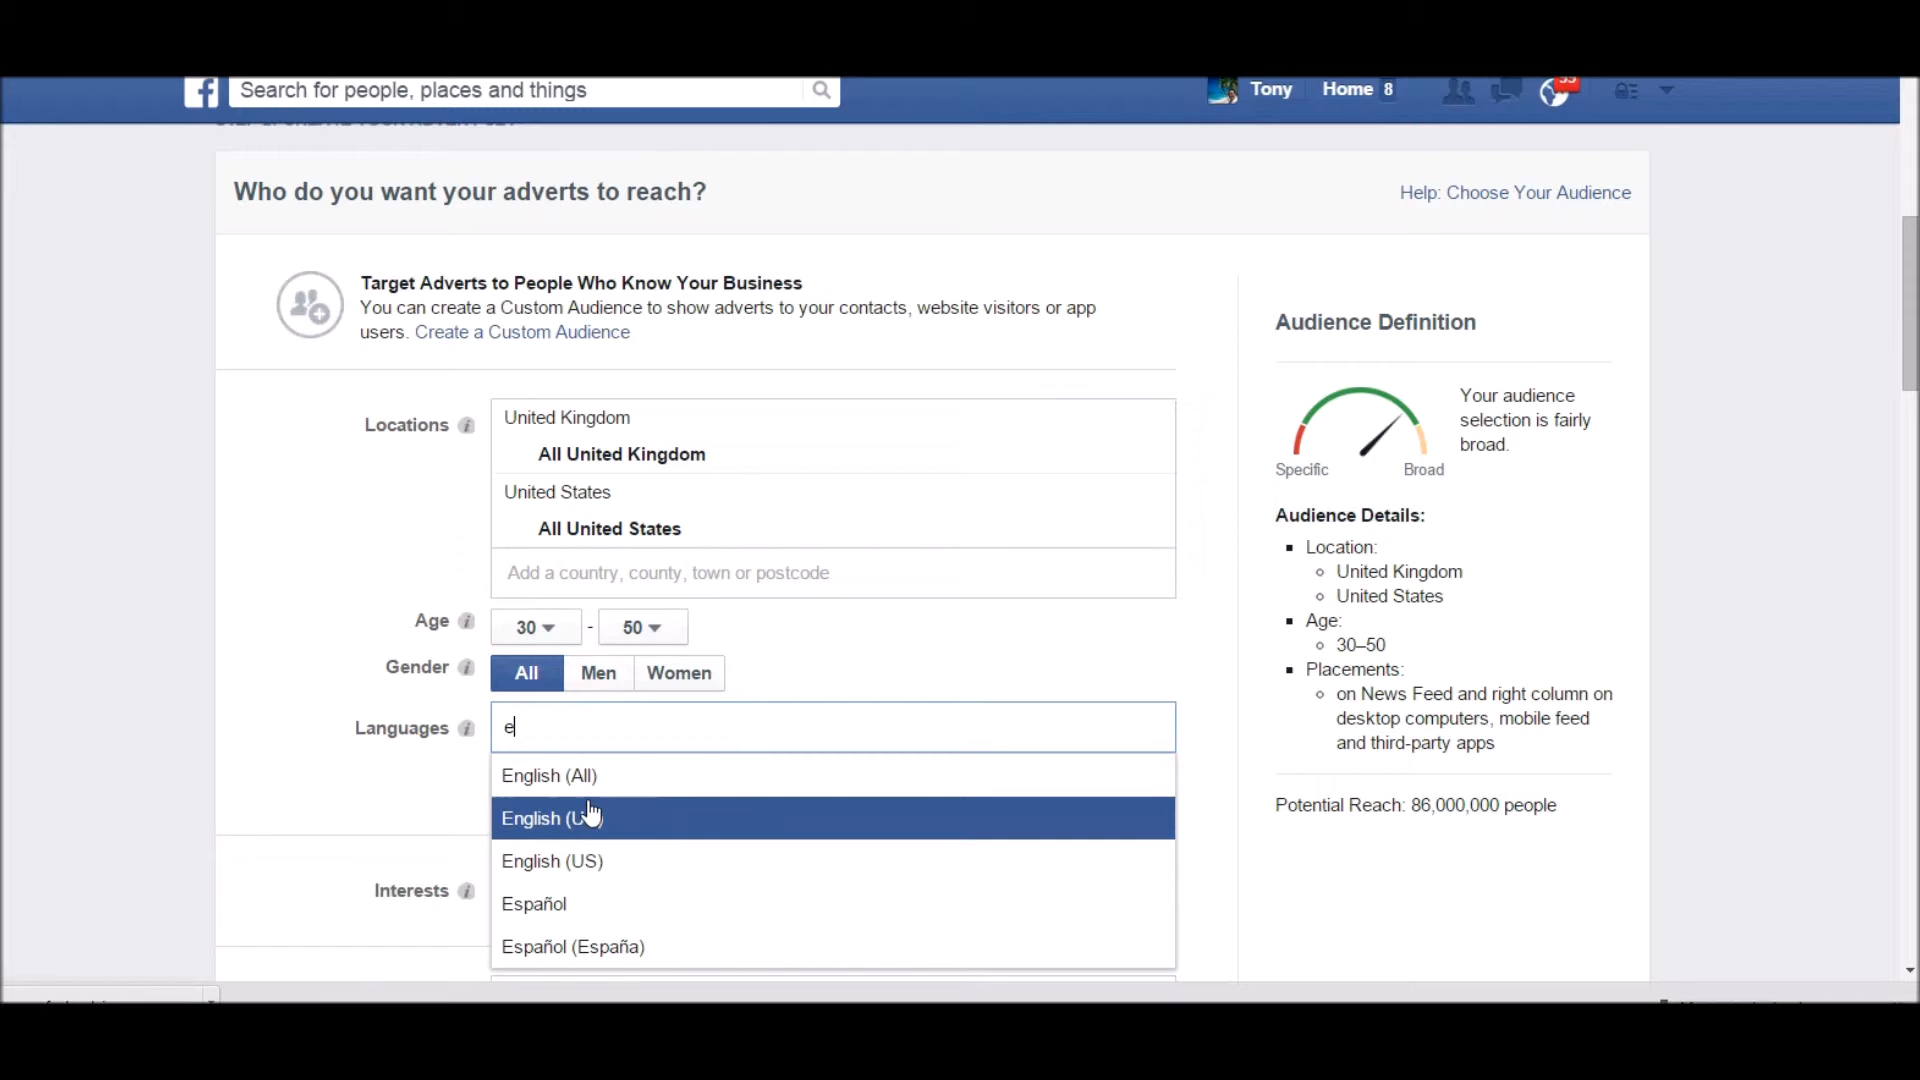 Search for people, places and things
Tony
Home 8
Who do you want your adverts to reach?
Help: Choose Your Audience
Target Adverts to People Who Know Your Business
You can create a Custom Audience to show adverts to your contacts, website visitors or app
users. Create a Custom Audience
Locations
United Kingdom
All United Kingdom
United States
All United States
Add a country, county, town or postcode
Age
30 - 50
Gender
All Men Women
Languages
e
English (All)
English
English (US)
Español
Español (España)
Interests
Audience Definition
Your audience
selection is fairly
broad.
Specific Broad
Audience Details:
Location:
United Kingdom
United States
Age:
30–50
Placements:
on News Feed and right column on
desktop computers, mobile feed
and third-party apps
Potential Reach: 86,000,000 people